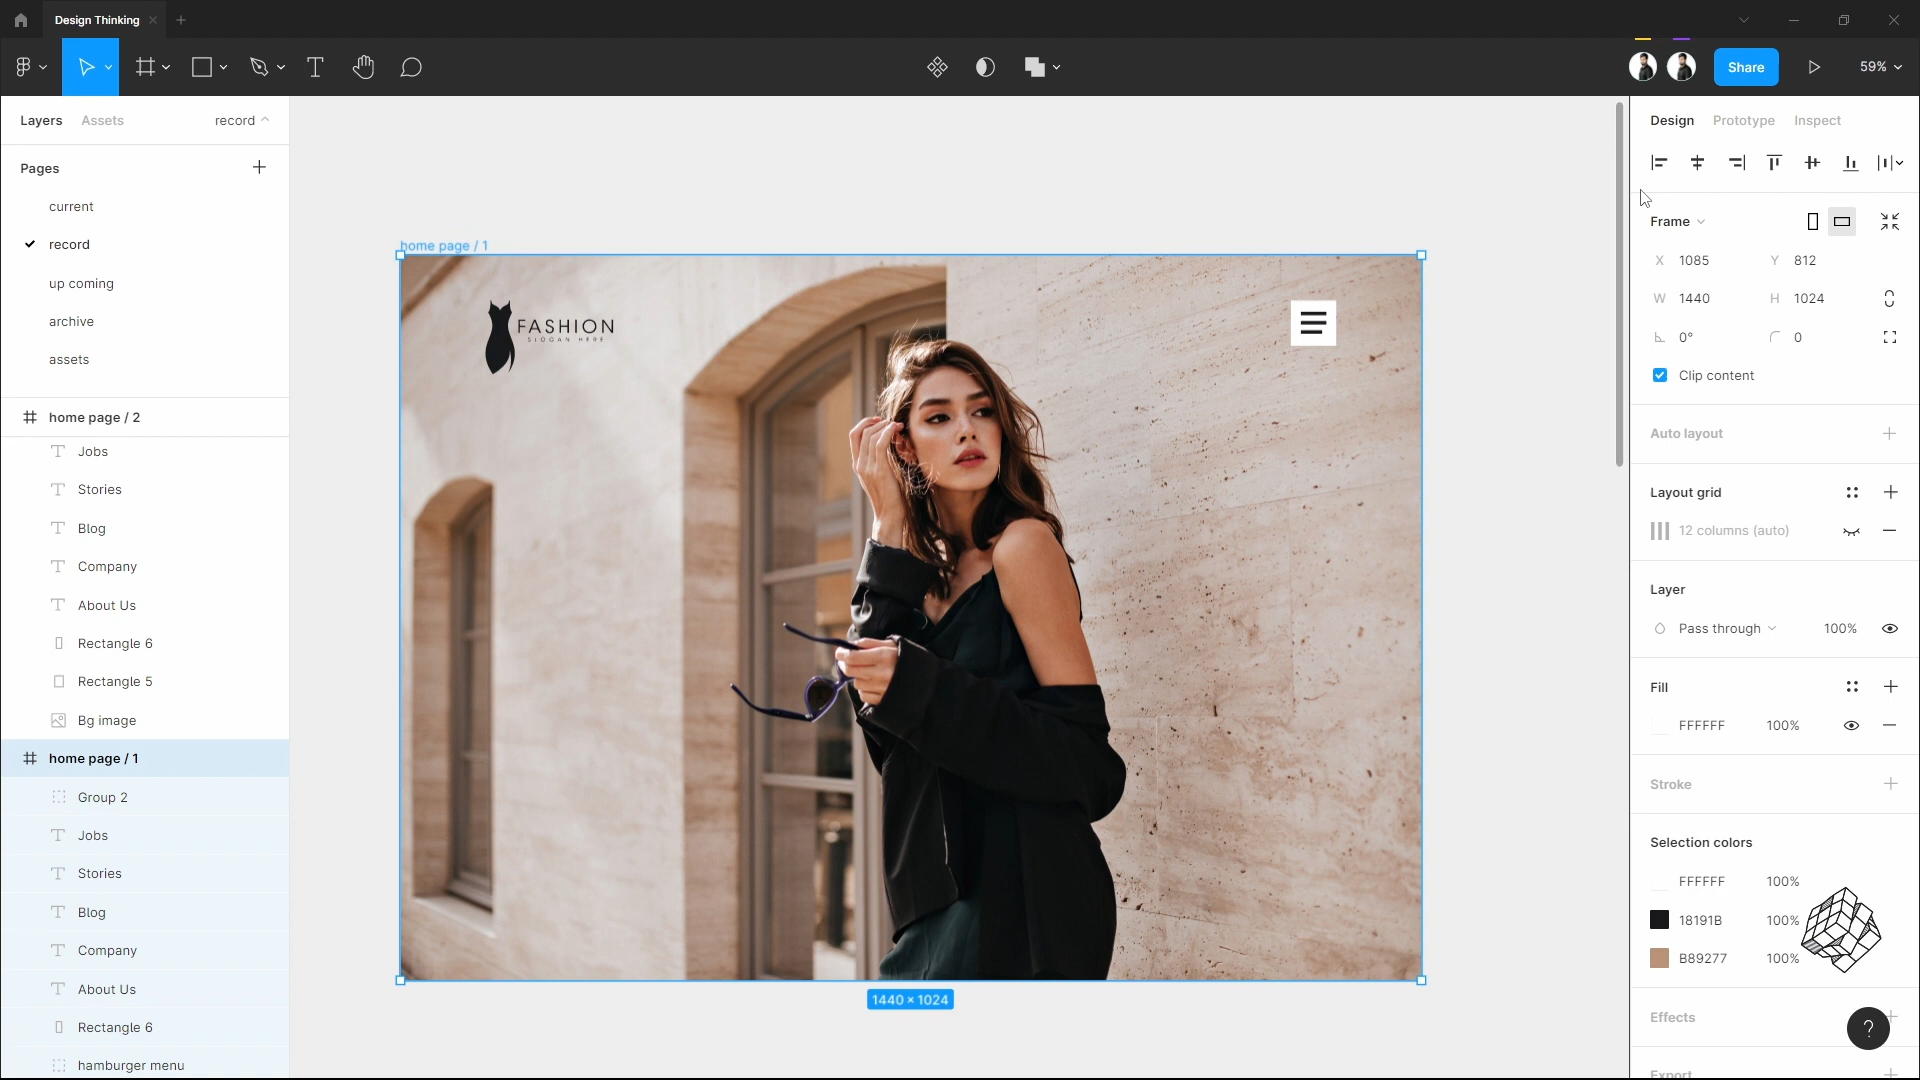 Design Thinking
Share
59%
Layers Assets record
Pages
current
record
up coming
archive
assets
home page / 2
Jobs
Stories
Blog
Company
About Us
Rectangle 6
Rectangle 5
Bg image
home page / 1
Group 2
Jobs
Stories
Blog
Company
About Us
Rectangle 6
hamburger menu
home page / 1
FASHION
SLOGAN HERE
1440 × 1024
Design Prototype Inspect
Frame
X 1085 Y 812
W 1440 H 1024
0° 0
Clip content
Auto layout
Layout grid
12 columns (auto)
Layer
Pass through 100%
Fill
FFFFFF 100%
Stroke
Selection colors
FFFFFF 100%
18191B 100%
B89277 100%
Effects
?
Export